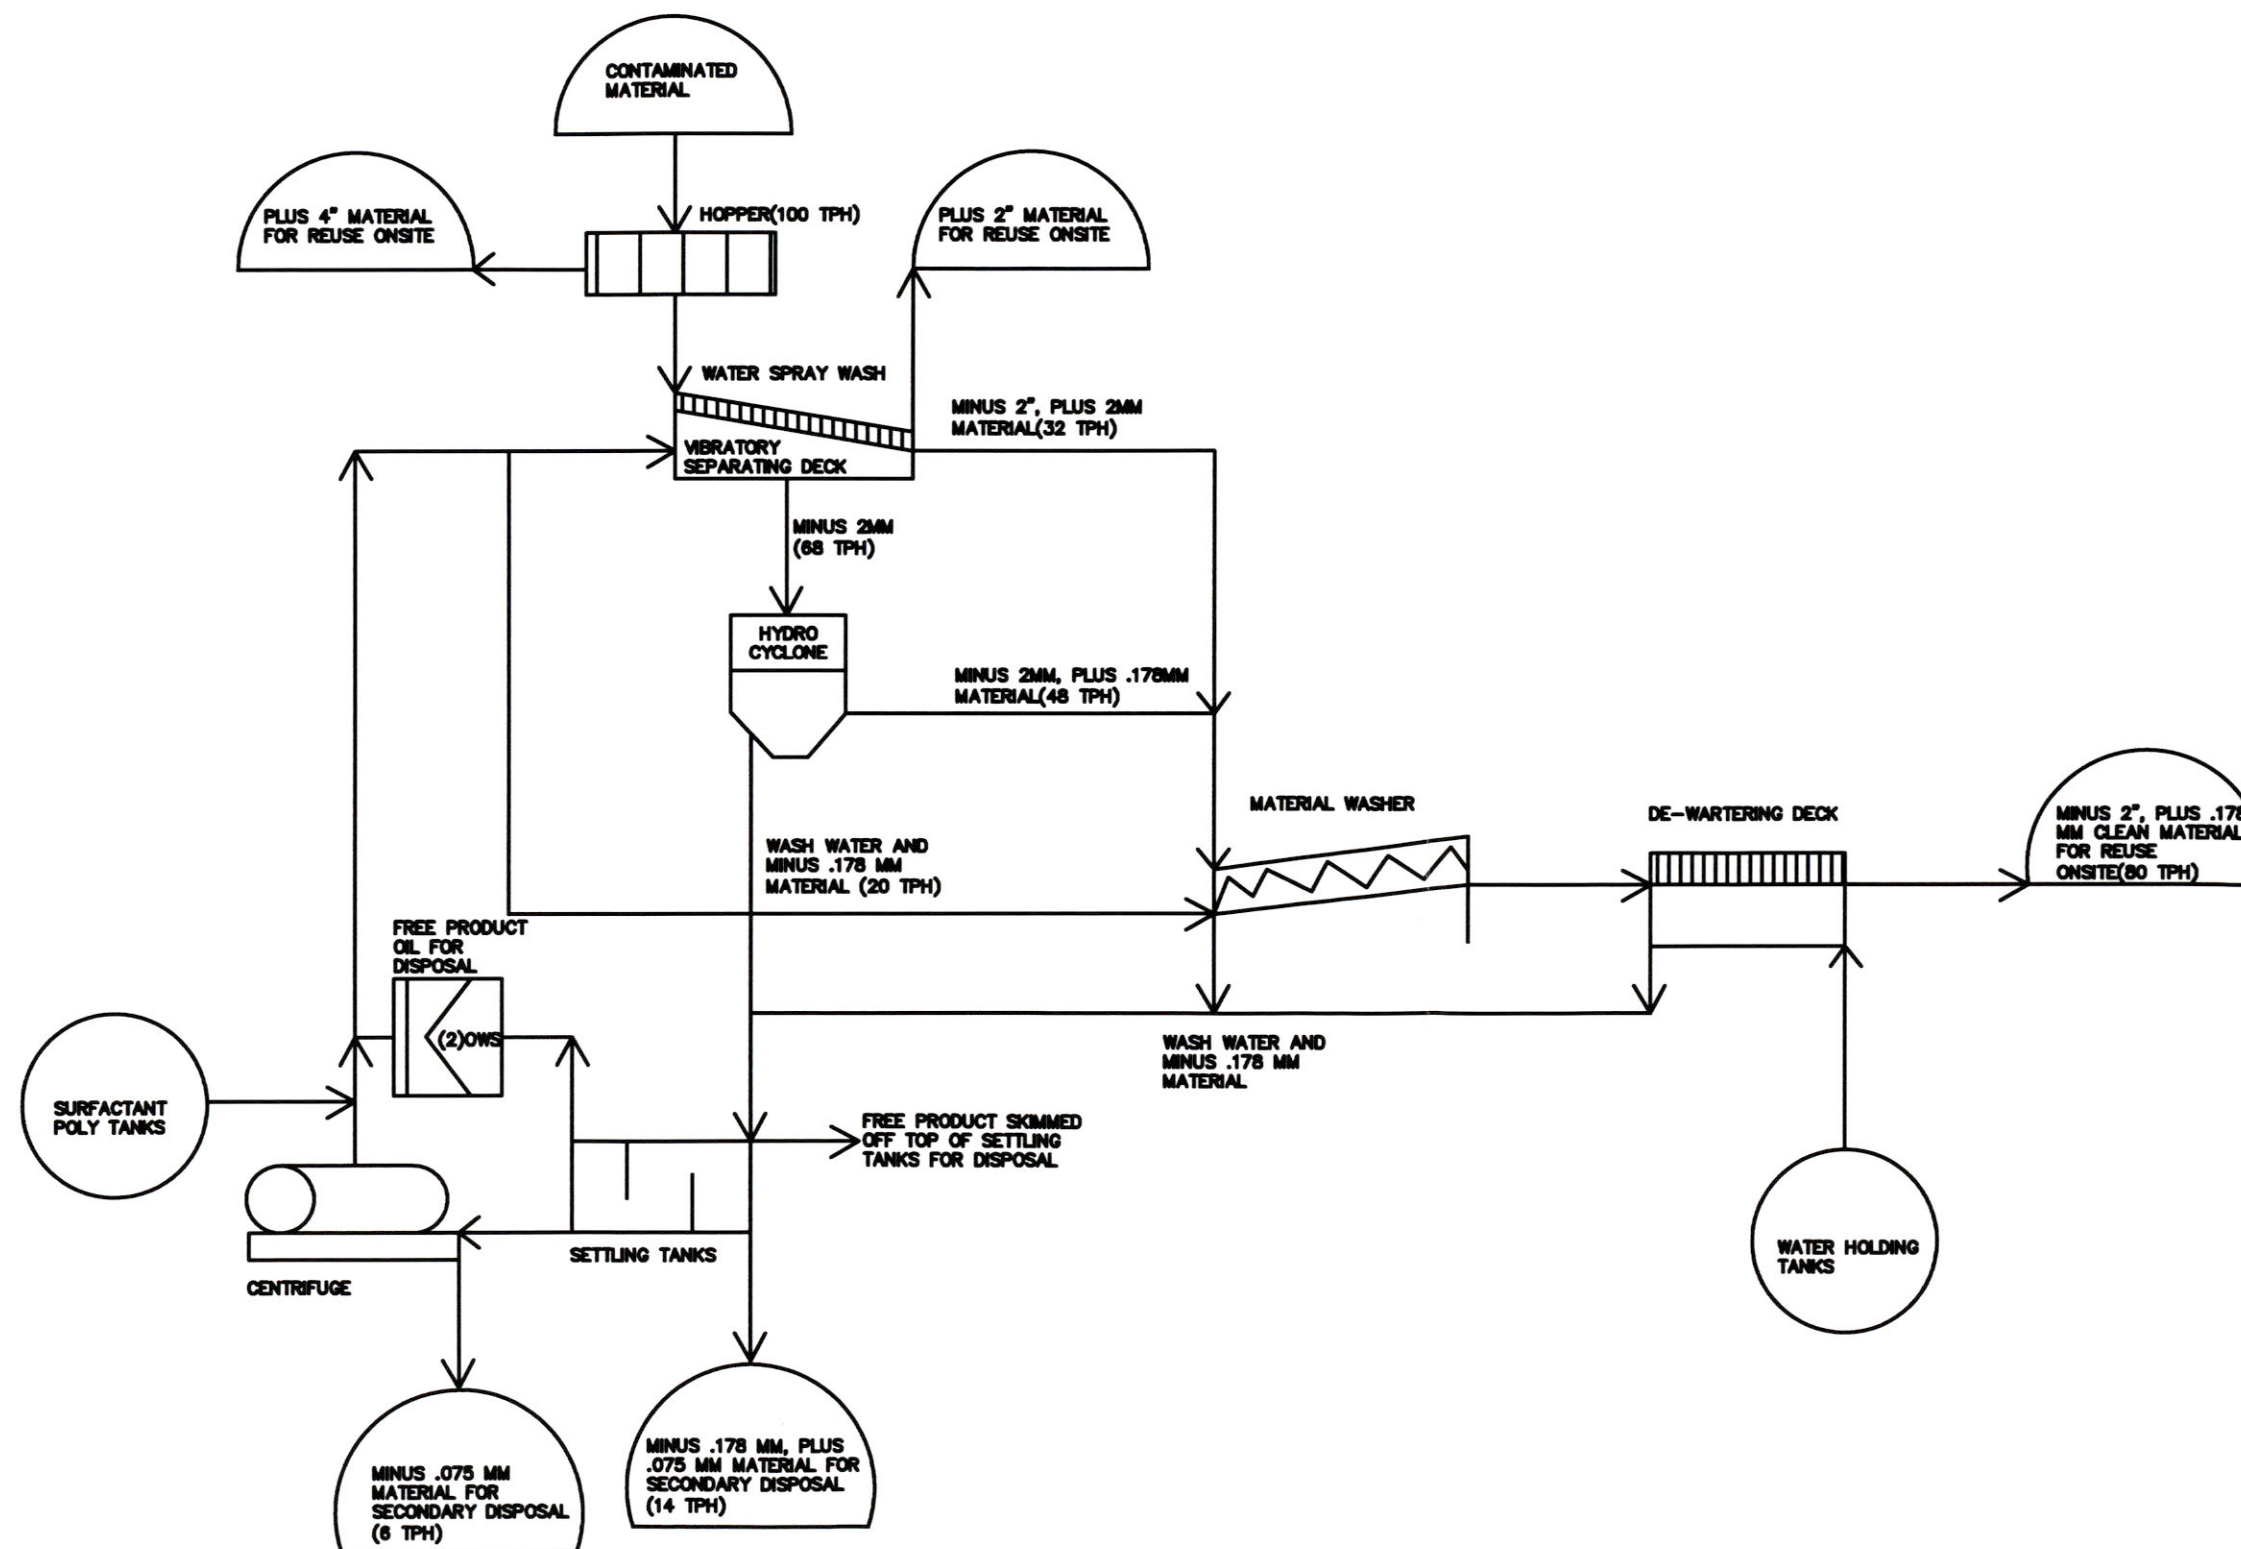 CONTAMINATED
MATERIAL
PLUS 4" MATERIAL
FOR REUSE ONSITE
HOPPER(100 TPH)
PLUS 2" MATERIAL
FOR REUSE ONSITE
WATER SPRAY WASH
MINUS 2", PLUS 2MM
MATERIAL(32 TPH)
VIBRATORY
SEPARATING DECK
MINUS 2MM
(68 TPH)
HYDRO
CYCLONE
MINUS 2MM, PLUS .178MM
MATERIAL(48 TPH)
MATERIAL WASHER
DE-WARTERING DECK
MINUS 2", PLUS .178
MM CLEAN MATERIAL
FOR REUSE
ONSITE(80 TPH)
WASH WATER AND
MINUS .178 MM
MATERIAL (20 TPH)
FREE PRODUCT
OIL FOR
DISPOSAL
(2)OWS
WASH WATER AND
MINUS .178 MM
MATERIAL
SURFACTANT
POLY TANKS
FREE PRODUCT SKIMMED
OFF TOP OF SETTLING
TANKS FOR DISPOSAL
SETTLING TANKS
CENTRIFUGE
WATER HOLDING
TANKS
MINUS .178 MM, PLUS
.075 MM MATERIAL FOR
SECONDARY DISPOSAL
(14 TPH)
MINUS .075 MM
MATERIAL FOR
SECONDARY DISPOSAL
(6 TPH)